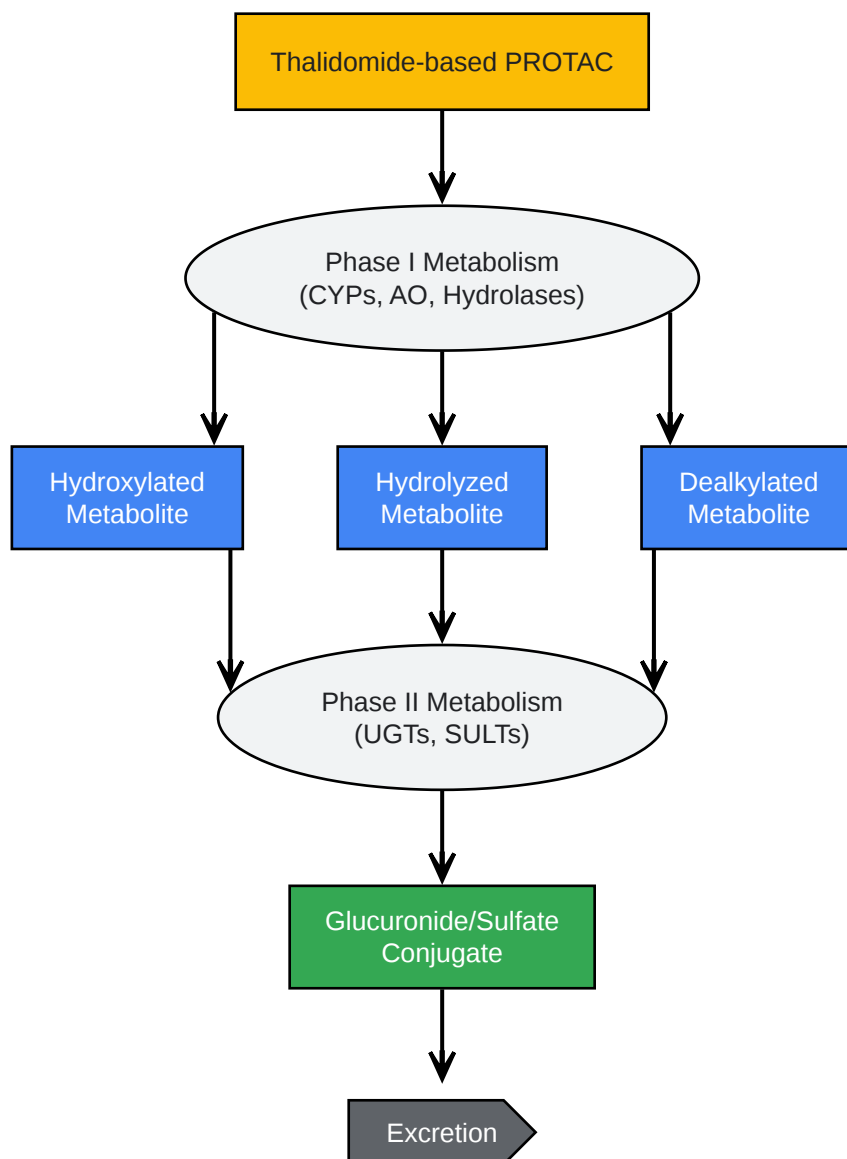 Thalidomide-based PROTAC
Phase I Metabolism
(CYPs, AO, Hydrolases)
Hydroxylated
Metabolite
Hydrolyzed
Metabolite
Dealkylated
Metabolite
Phase II Metabolism
(UGTs, SULTs)
Glucuronide/Sulfate
Conjugate
Excretion